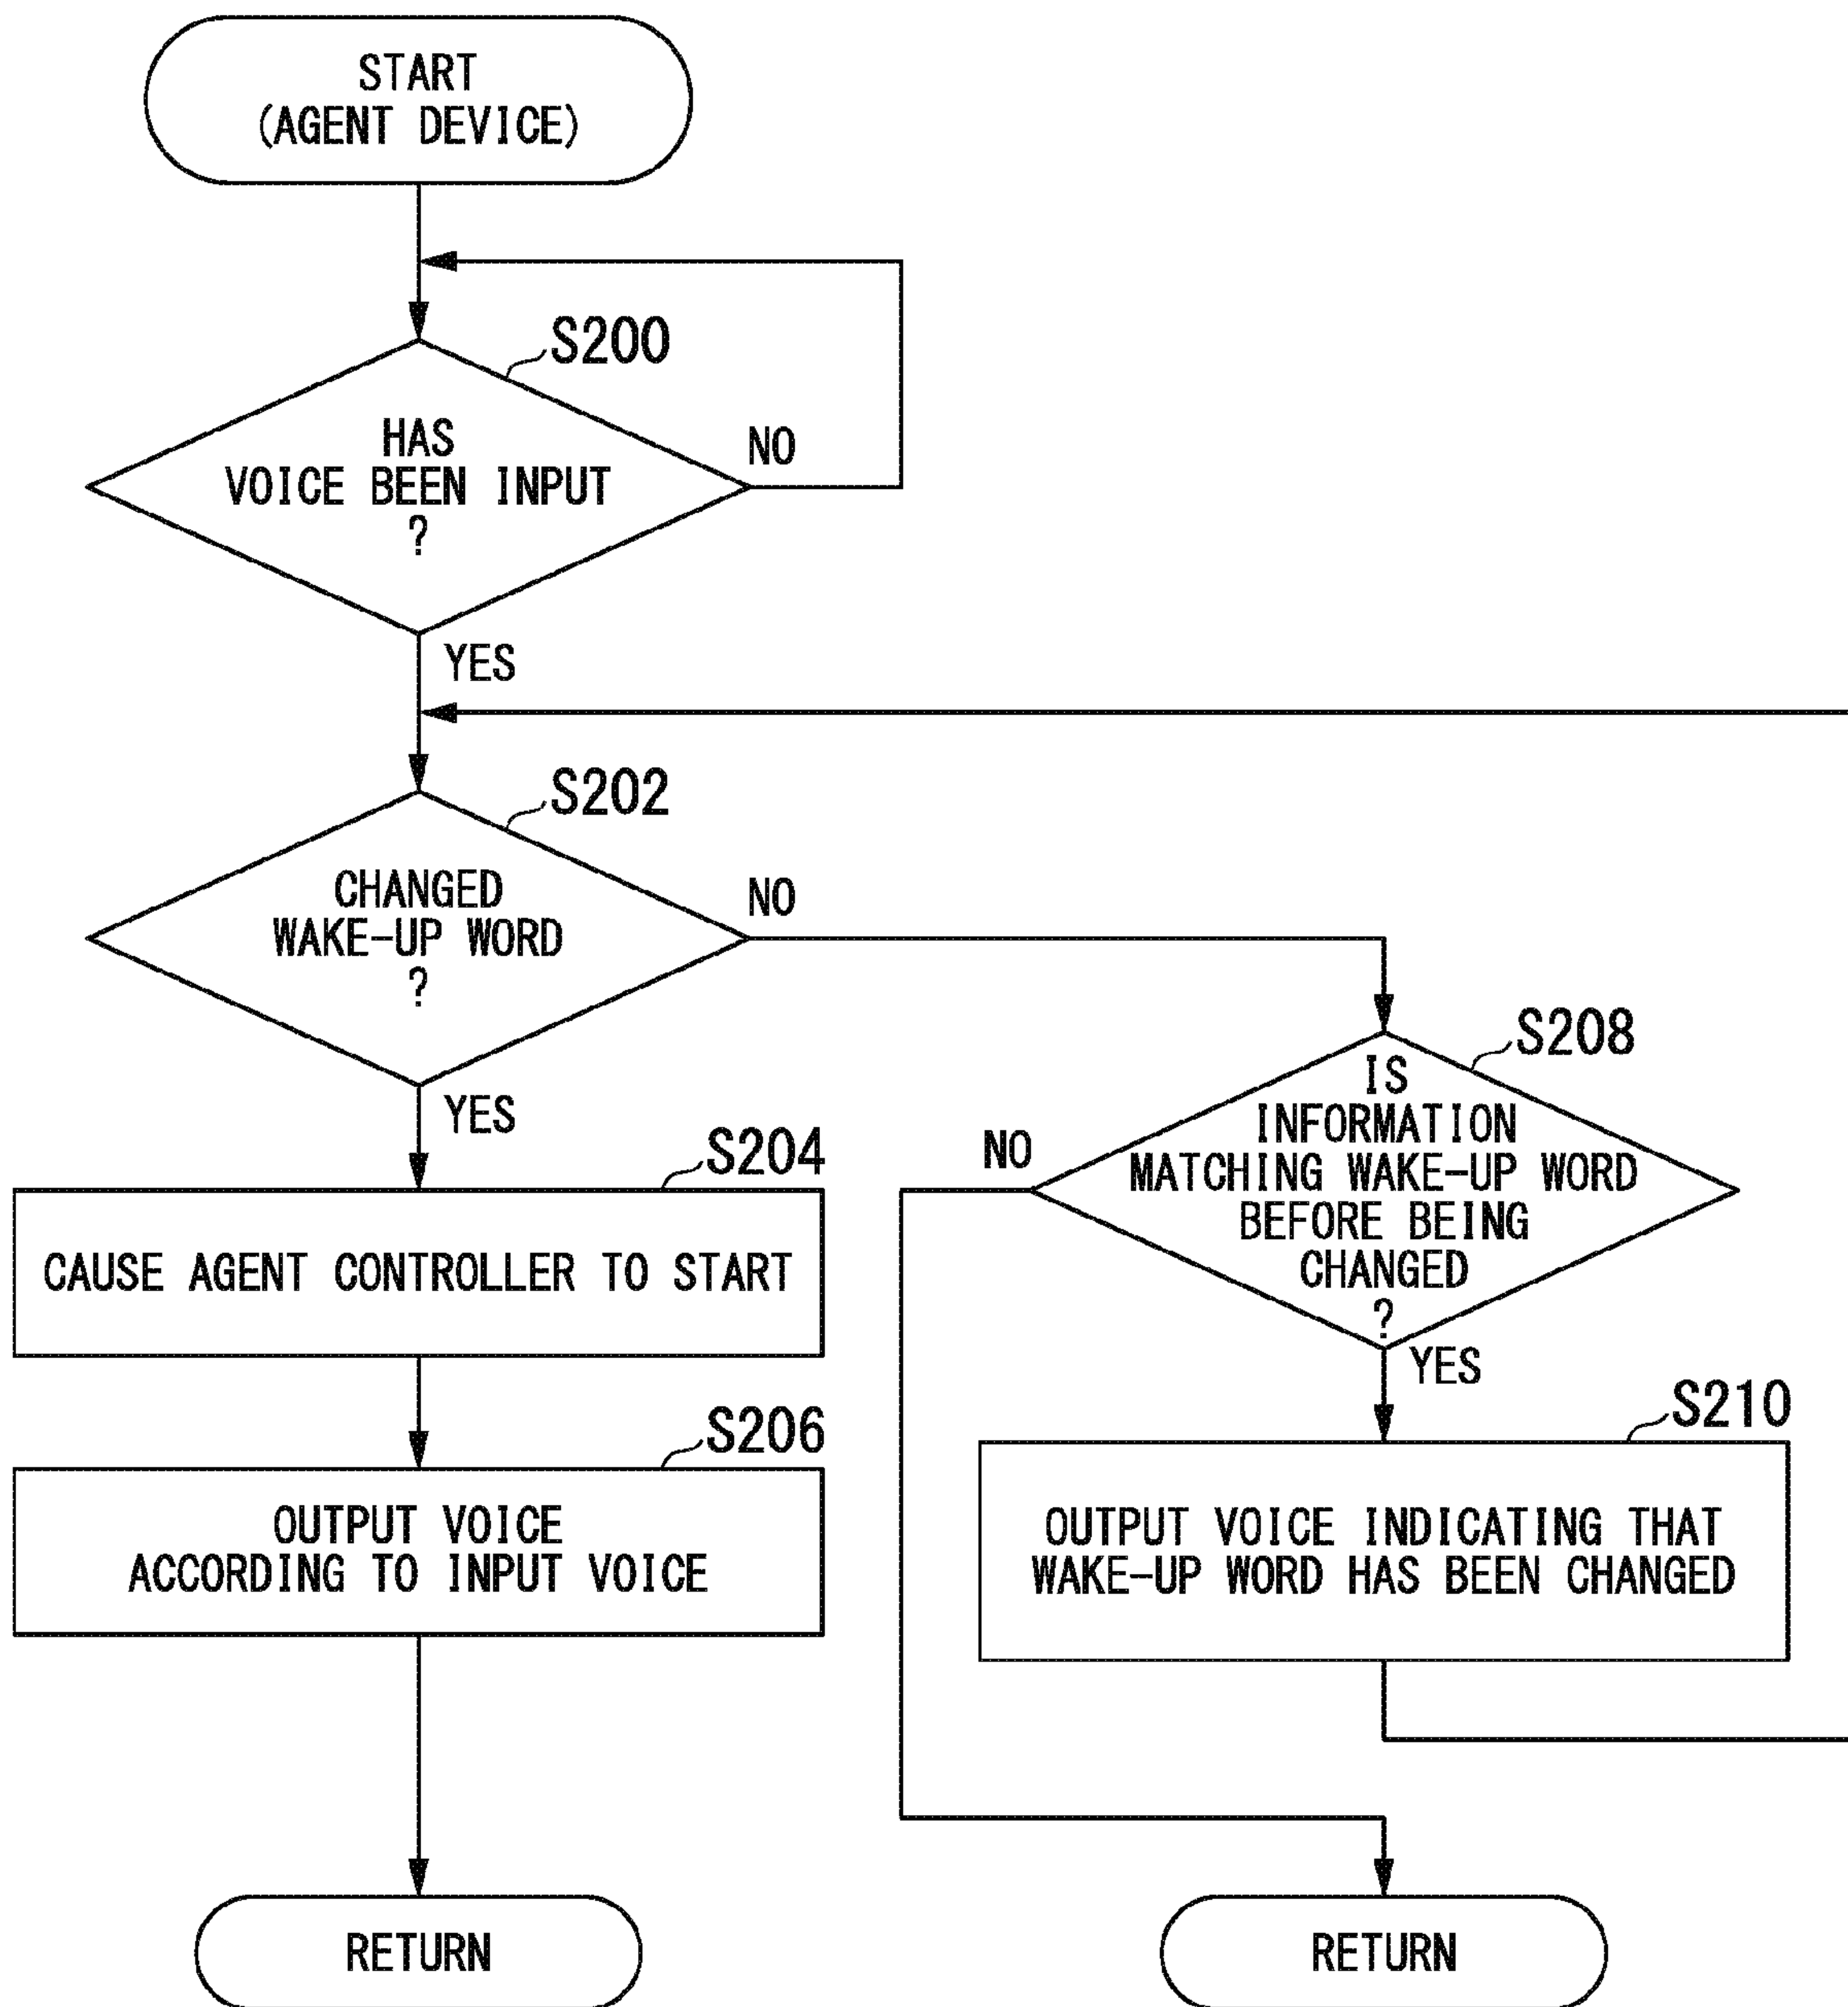 START
(AGENT DEVICE)
S200
HAS
VOICE BEEN INPUT
?
NO
YES
S202
CHANGED
WAKE-UP WORD
?
NO
YES
S204
CAUSE AGENT CONTROLLER TO START
S206
OUTPUT VOICE
ACCORDING TO INPUT VOICE
RETURN
S208
IS
INFORMATION
MATCHING WAKE-UP WORD
BEFORE BEING
CHANGED
?
NO
YES
S210
OUTPUT VOICE INDICATING THAT
WAKE-UP WORD HAS BEEN CHANGED
RETURN